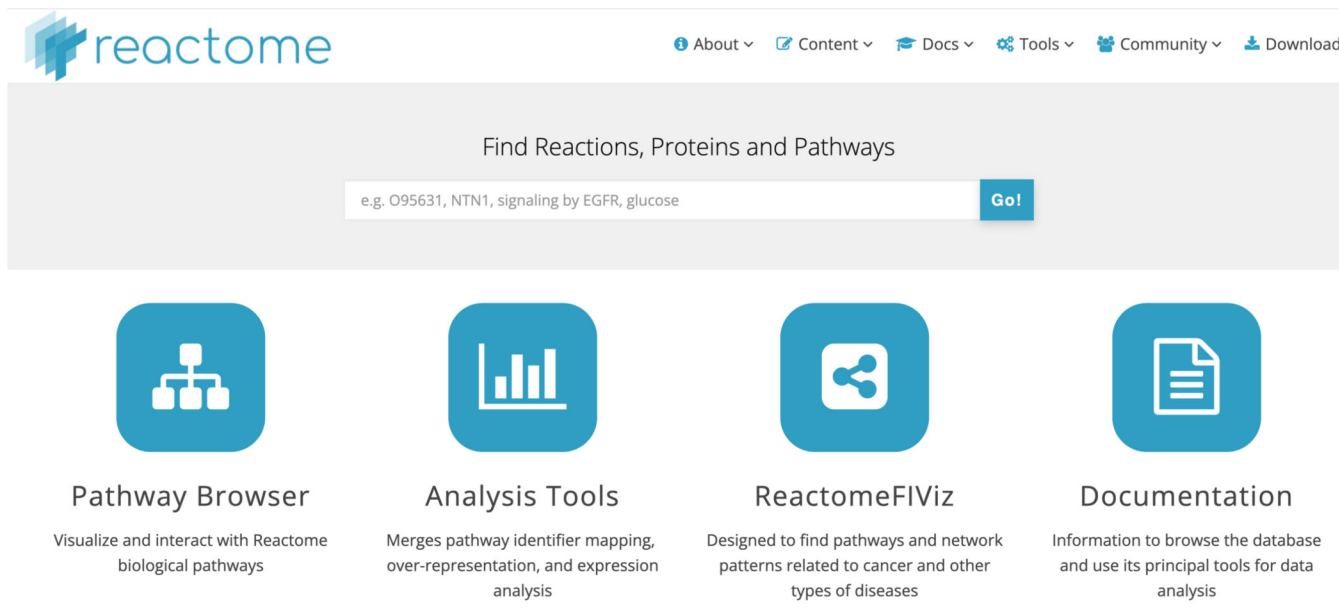 reactome
About
Content
Docs
Tools
Community
Download
Find Reactions, Proteins and Pathways
e.g. O95631, NTN1, signaling by EGFR, glucose
Go!
Pathway Browser
Visualize and interact with Reactome
biological pathways
Analysis Tools
Merges pathway identifier mapping,
over-representation, and expression
analysis
ReactomeFIViz
Designed to find pathways and network
patterns related to cancer and other
types of diseases
Documentation
Information to browse the database
and use its principal tools for data
analysis